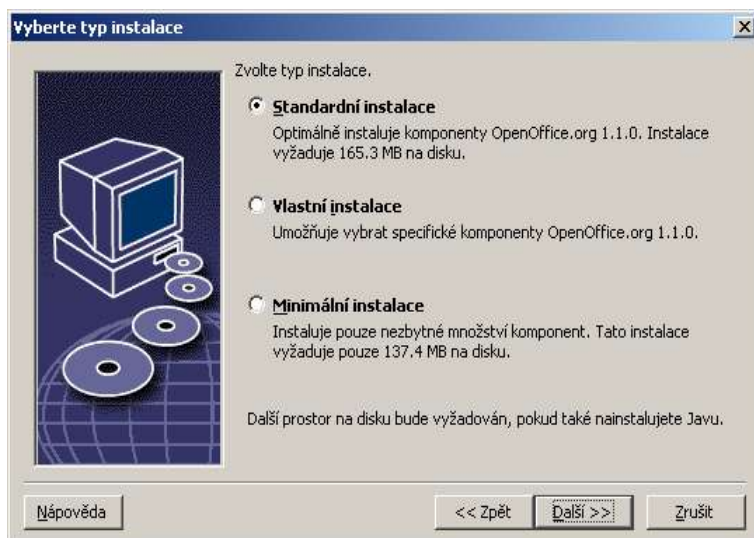 Vyberte typ instalace
Zvolte typ instalace.
Standardní instalace
Optimálně instaluje komponenty OpenOffice.org 1.1.0. Instalace
vyžaduje 165.3 MB na disku.
Vlastní instalace
Umožňuje vybrat specifické komponenty OpenOffice.org 1.1.0.
Minimální instalace
Instaluje pouze nezbytné množství komponent. Tato instalace
vyžaduje pouze 137.4 MB na disku.
Další prostor na disku bude vyžadován, pokud také nainstalujete Javu.
Nápověda
<< Zpět
Další >>
Zrušit